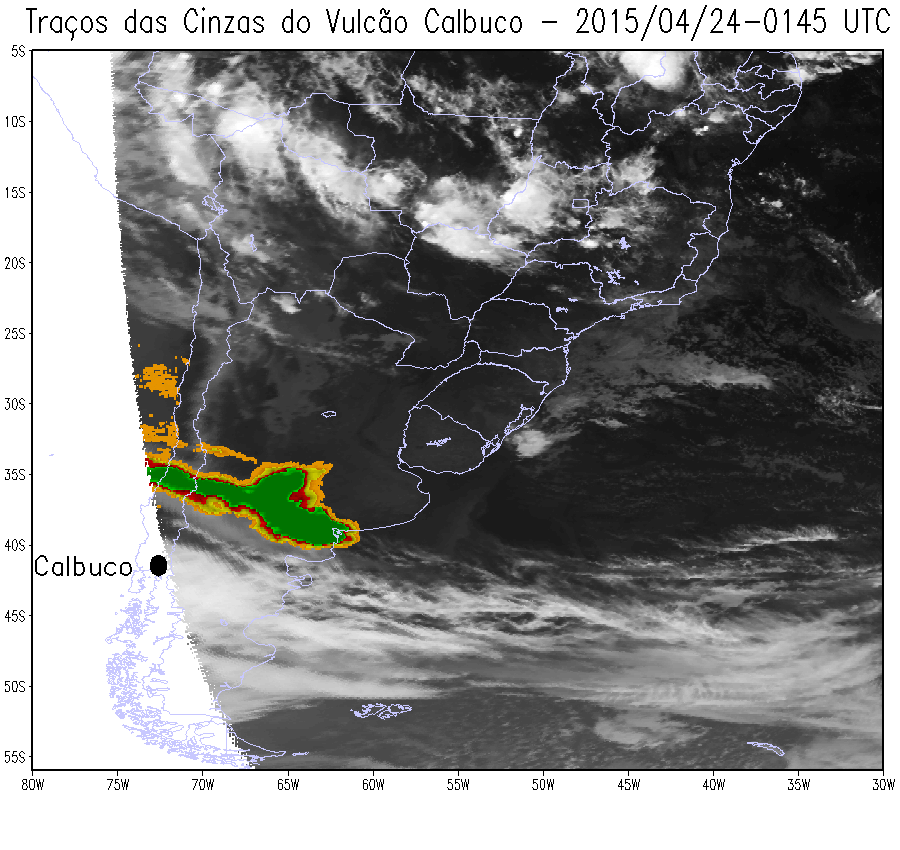 Traços das Cinzas do Vulcão Calbuco – 2015/04/24–0145 UTC
5S
10S
15S
20S
25S
30S
35S
40S
Calbuco
45S
50S
55S
80W 75W 70W 65W 60W 55W 50W 45W 40W 35W 30W